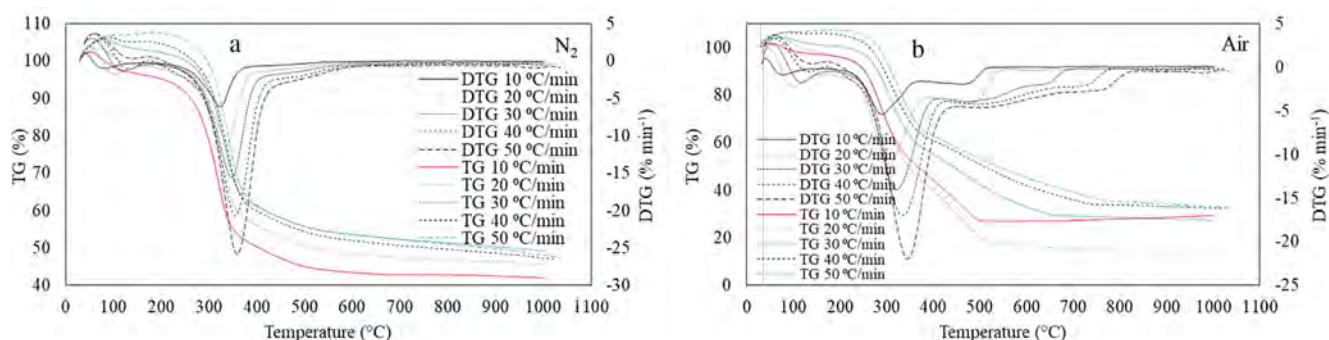 110
100
90
80
70
60
50
40
TG (%)
a
N2
5
0
-5
-10
-15
-20
-25
-30
DTG (% min⁻¹)
DTG 10 ºC/min
DTG 20 ºC/min
DTG 30 ºC/min
DTG 40 ºC/min
DTG 50 ºC/min
TG 10 ºC/min
TG 20 ºC/min
TG 30 ºC/min
TG 40 ºC/min
TG 50 ºC/min
0 100 200 300 400 500 600 700 800 900 1000 1100
Temperature (°C)
100
80
60
40
20
0
TG (%)
b
Air
5
0
-5
-10
-15
-20
-25
DTG (% min⁻¹)
DTG 10 ºC/min
DTG 20 ºC/min
DTG 30 ºC/min
DTG 40 ºC/min
DTG 50 ºC/min
TG 10 ºC/min
TG 20 ºC/min
TG 30 ºC/min
TG 40 ºC/min
TG 50 ºC/min
0 100 200 300 400 500 600 700 800 900 1000 1100
Temperature (°C)